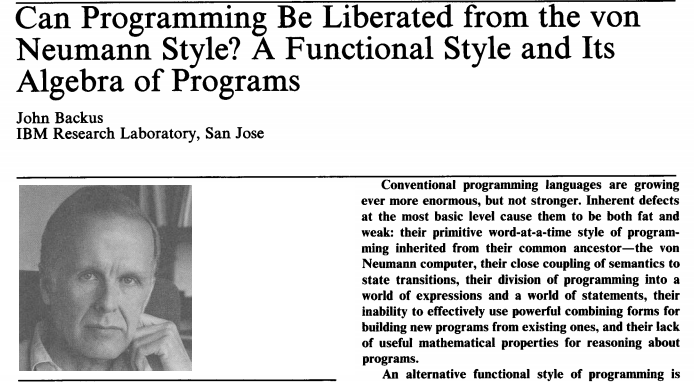 Can Programming Be Liberated from the von
Neumann Style? A Functional Style and Its
Algebra of Programs
John Backus
IBM Research Laboratory, San Jose
Conventional programming languages are growing
ever more enormous, but not stronger. Inherent defects
at the most basic level cause them to be both fat and
weak: their primitive word-at-a-time style of program-
ming inherited from their common ancestor—the von
Neumann computer, their close coupling of semantics to
state transitions, their division of programming into a
world of expressions and a world of statements, their
inability to effectively use powerful combining forms for
building new programs from existing ones, and their lack
of useful mathematical properties for reasoning about
programs.
An alternative functional style of programming is